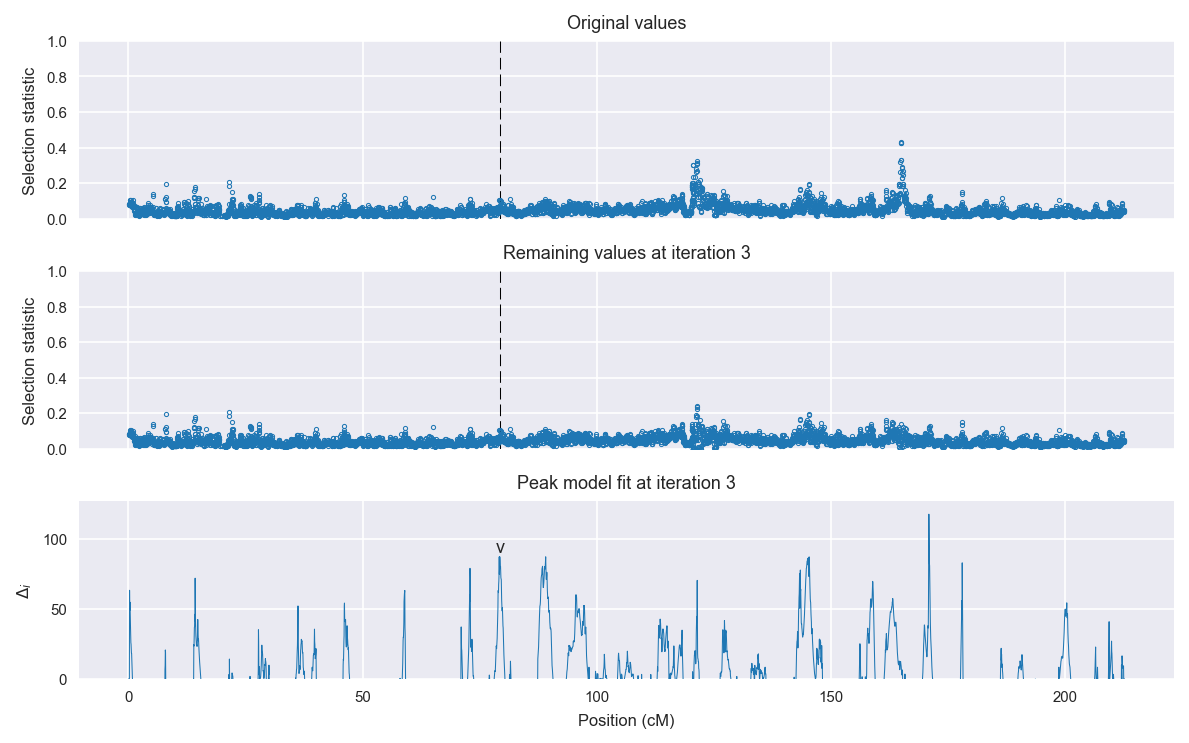 Original values
Selection statistic
1.0
0.8
0.6
0.4
0.2
0.0
Remaining values at iteration 3
Selection statistic
1.0
0.8
0.6
0.4
0.2
0.0
Peak model fit at iteration 3
Δi
100
50
0
v
0 50 100 150 200
Position (cM)